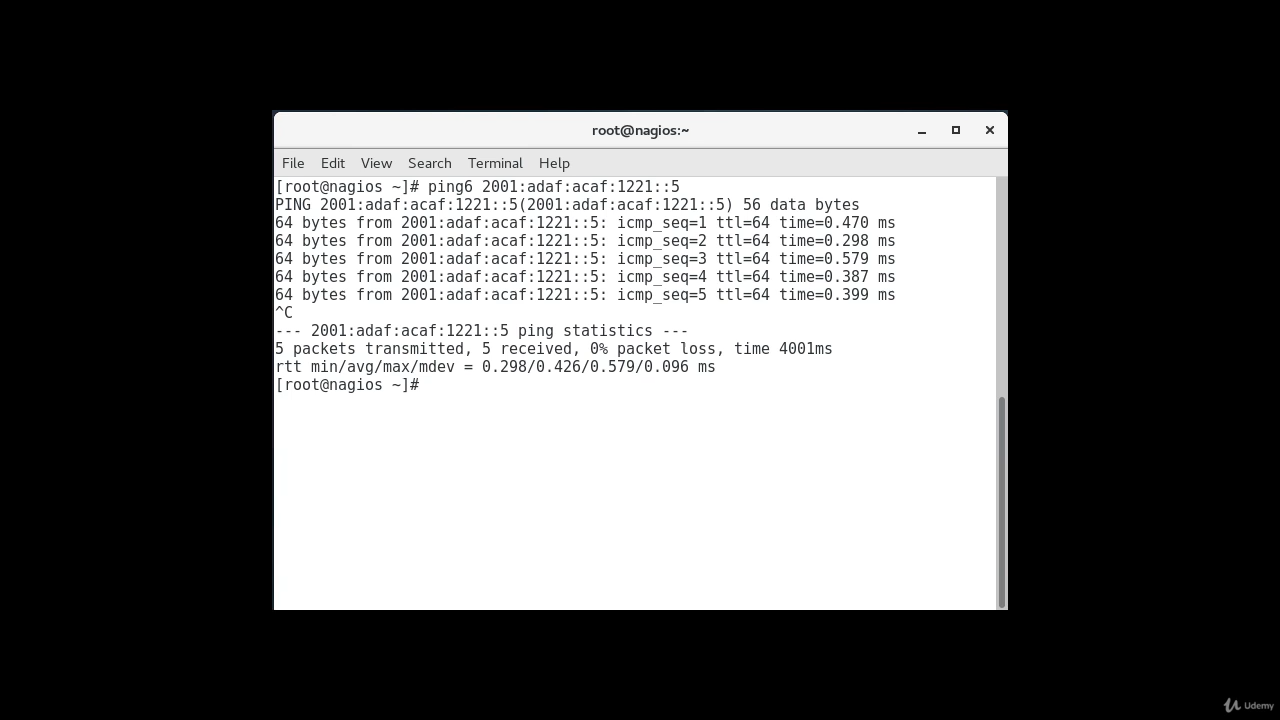 root@nagios:~
File Edit View Search Terminal Help
[root@nagios ~]# ping6 2001:adaf:acaf:1221::5
PING 2001:adaf:acaf:1221::5(2001:adaf:acaf:1221::5) 56 data bytes
64 bytes from 2001:adaf:acaf:1221::5: icmp_seq=1 ttl=64 time=0.470 ms
64 bytes from 2001:adaf:acaf:1221::5: icmp_seq=2 ttl=64 time=0.298 ms
64 bytes from 2001:adaf:acaf:1221::5: icmp_seq=3 ttl=64 time=0.579 ms
64 bytes from 2001:adaf:acaf:1221::5: icmp_seq=4 ttl=64 time=0.387 ms
64 bytes from 2001:adaf:acaf:1221::5: icmp_seq=5 ttl=64 time=0.399 ms
^C
--- 2001:adaf:acaf:1221::5 ping statistics ---
5 packets transmitted, 5 received, 0% packet loss, time 4001ms
rtt min/avg/max/mdev = 0.298/0.426/0.579/0.096 ms
[root@nagios ~]#
Udemy